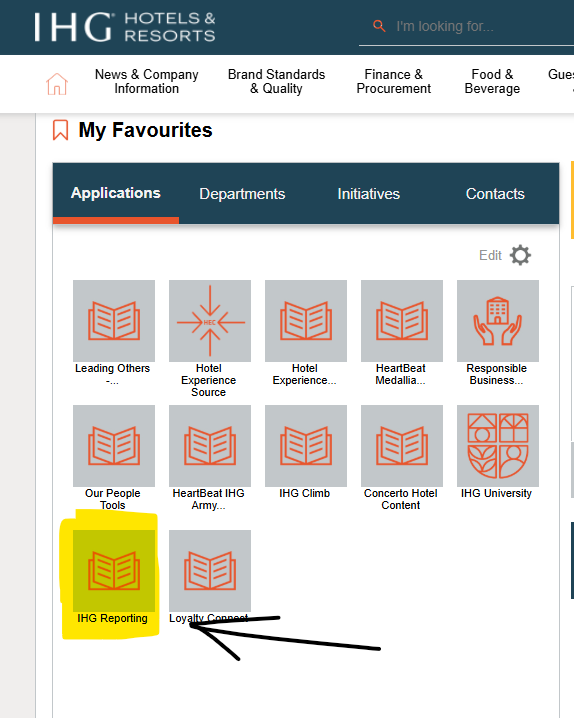 IHG® HOTELS &
RESORTS
I'm looking for...
News & Company
Information
Brand Standards
& Quality
Finance &
Procurement
Food &
Beverage
Gues
My Favourites
Applications
Departments
Initiatives
Contacts
Edit
Leading Others
-...
HEC
Hotel
Experience
Source
Hotel
Experience...
HeartBeat
Medallia...
Responsible
Business...
Our People
Tools
HeartBeat IHG
Army...
IHG Climb
Concerto Hotel
Content
IHG University
IHG Reporting
Loyalty Connect